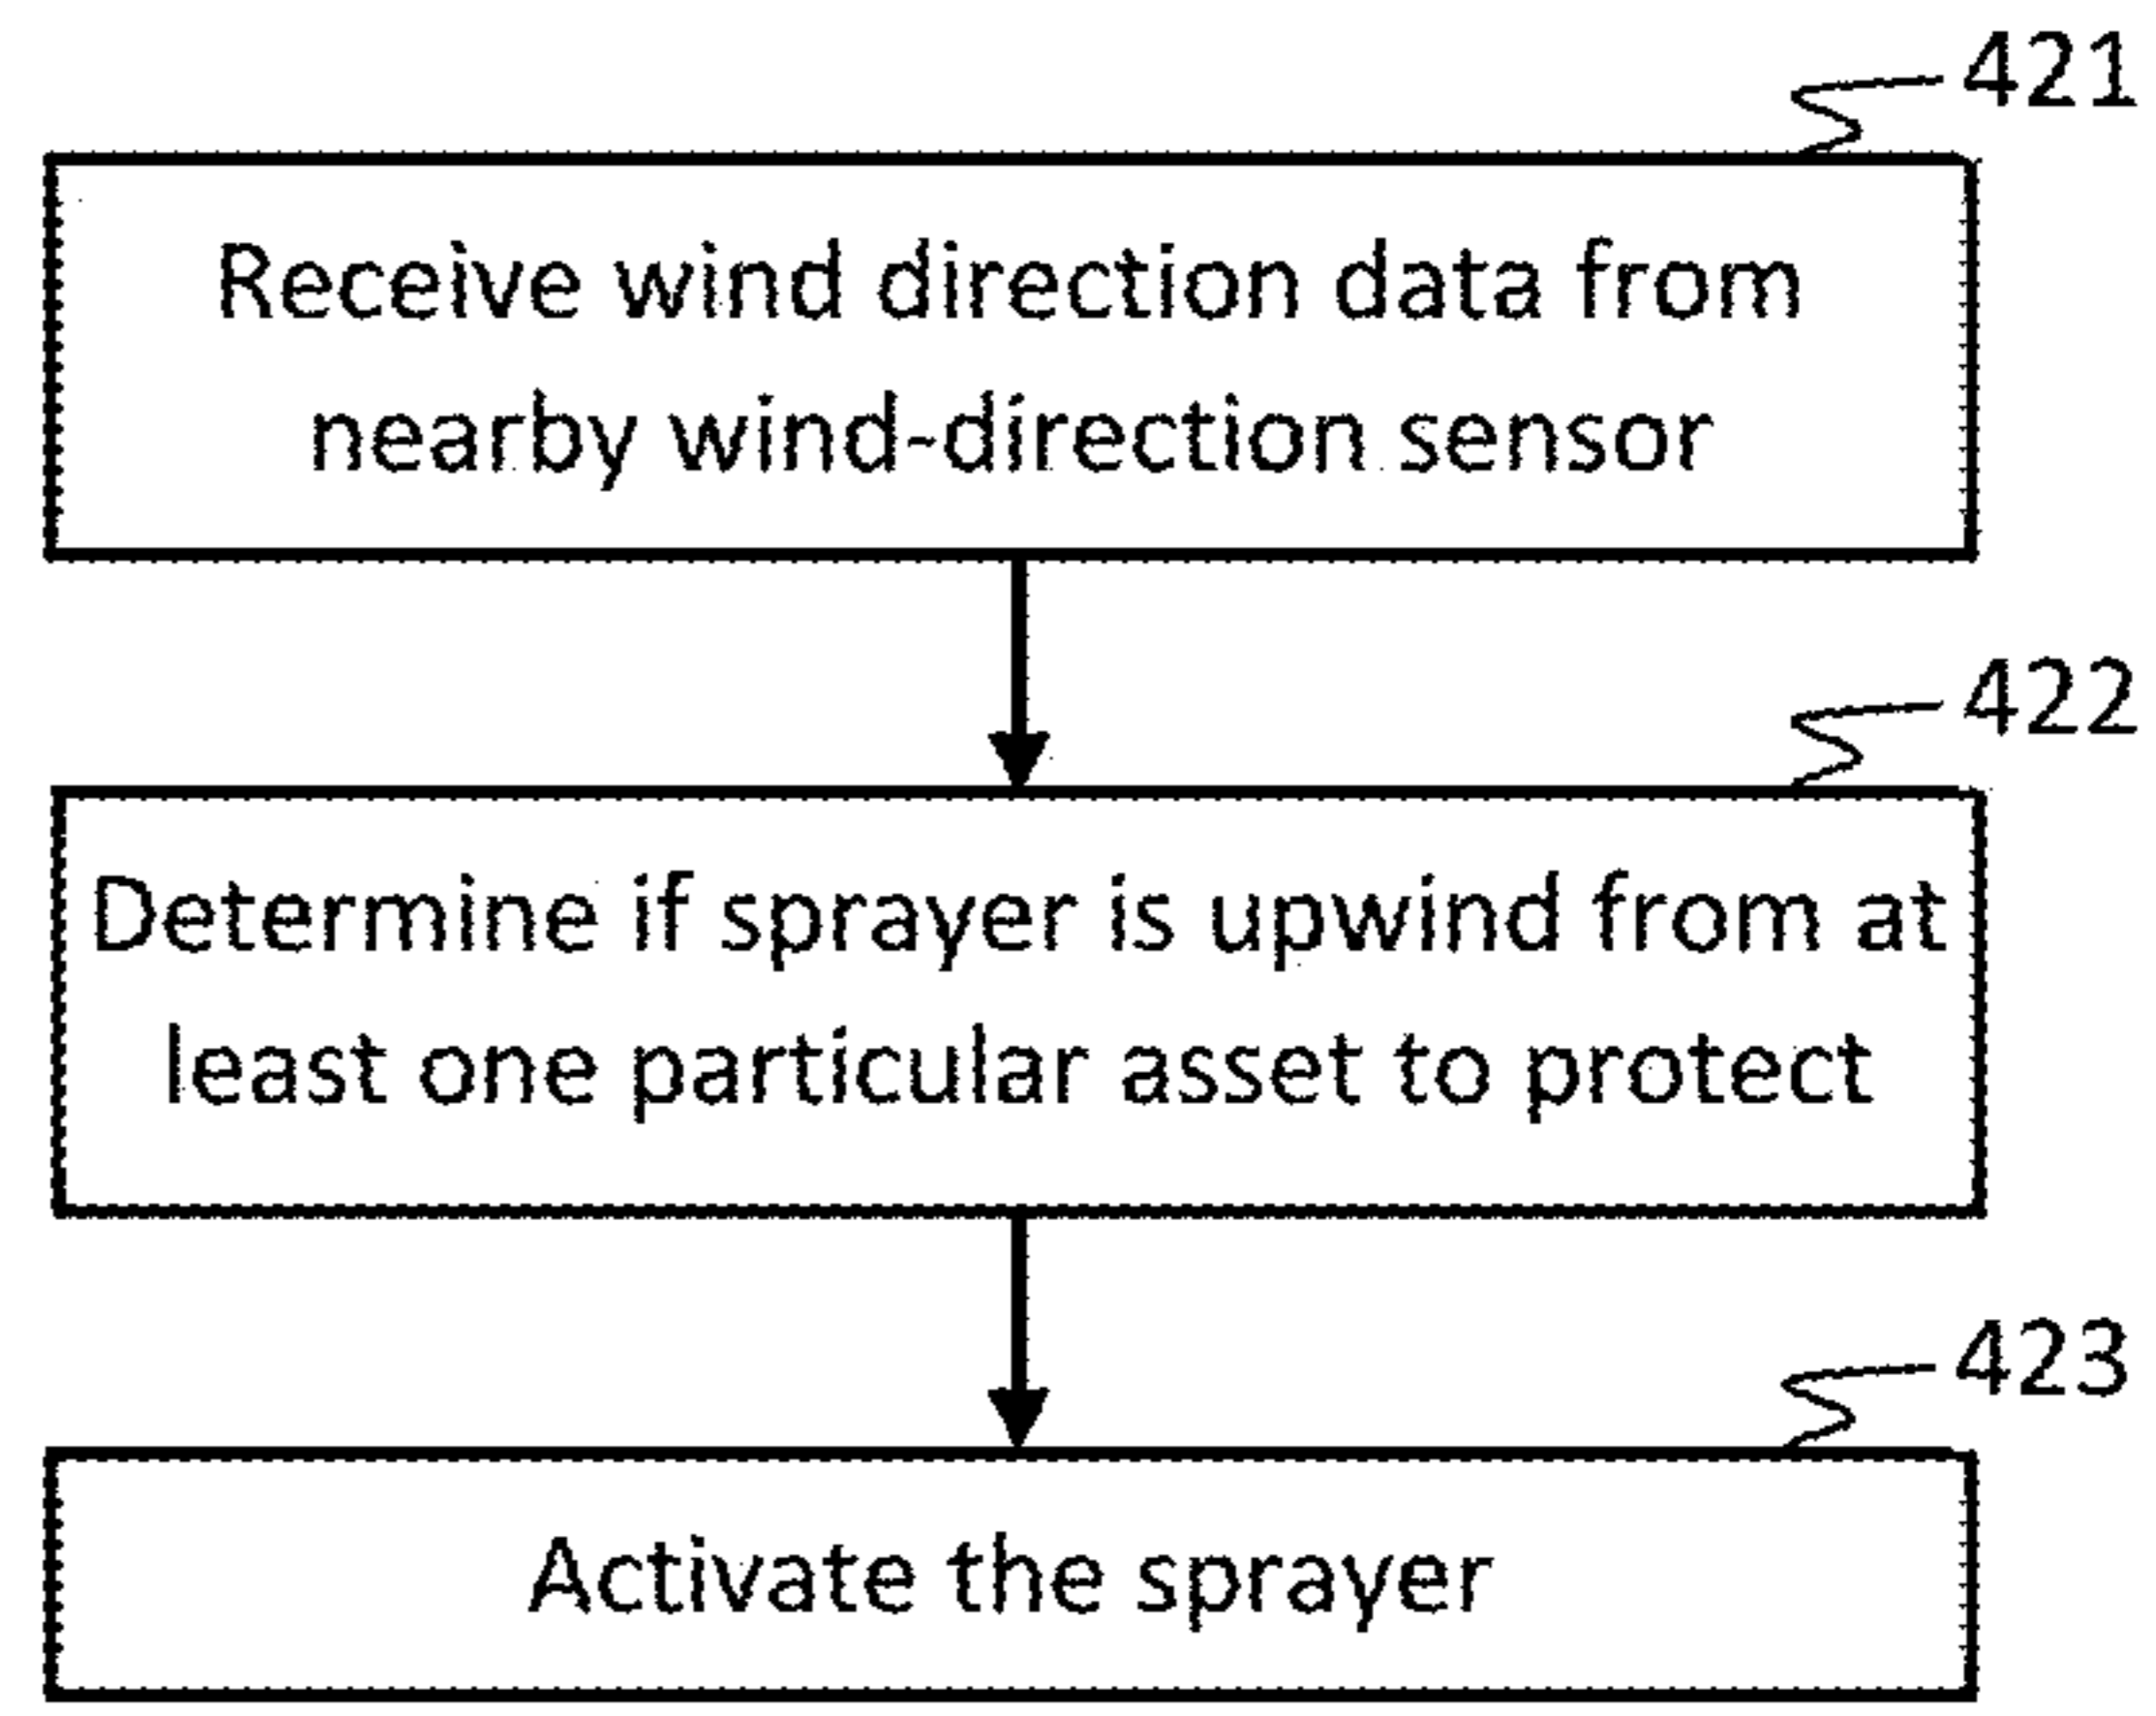 421
Receive wind direction data from
nearby wind-direction sensor
422
Determine if sprayer is upwind from at
least one particular asset to protect
423
Activate the sprayer